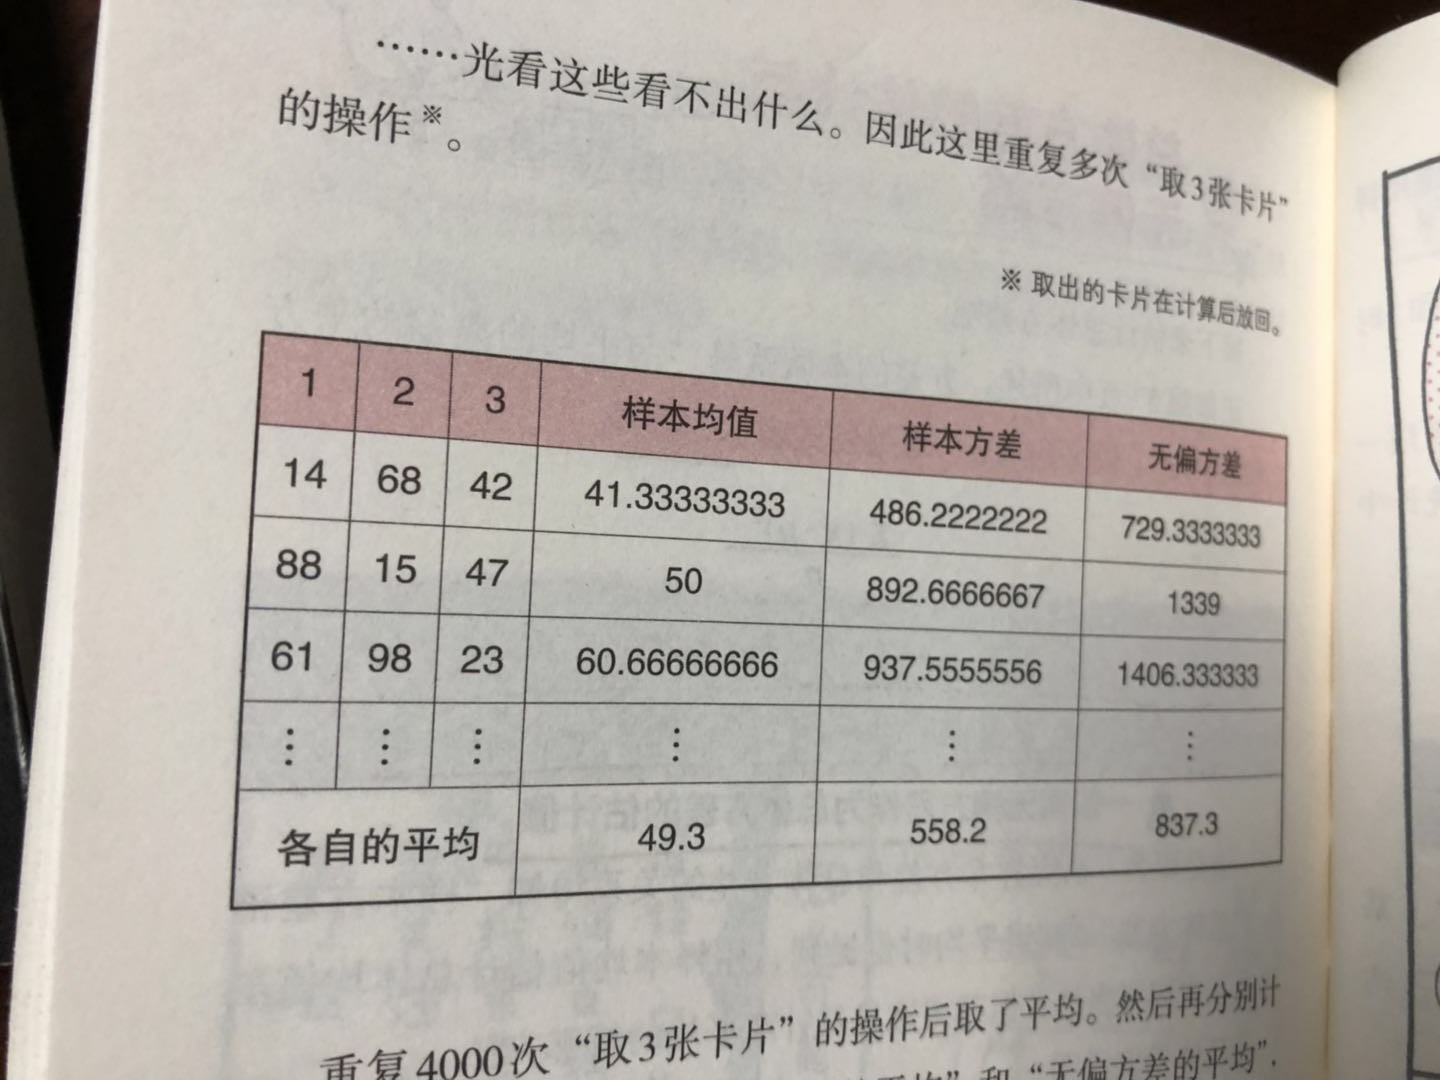 ……光看这些看不出什么。因此这里重复多次“取3张卡片”
的操作※。
※ 取出的卡片在计算后放回。
1 2 3 样本均值 样本方差 无偏方差
14 68 42 41.33333333 486.2222222 729.3333333
88 15 47 50 892.6666667 1339
61 98 23 60.66666666 937.5555556 1406.333333
⋮ ⋮ ⋮ ⋮ ⋮ ⋮
各自的平均 49.3 558.2 837.3
重复4000次“取3张卡片”的操作后取了平均。然后再分别计
平均”和“无偏方差的平均”.